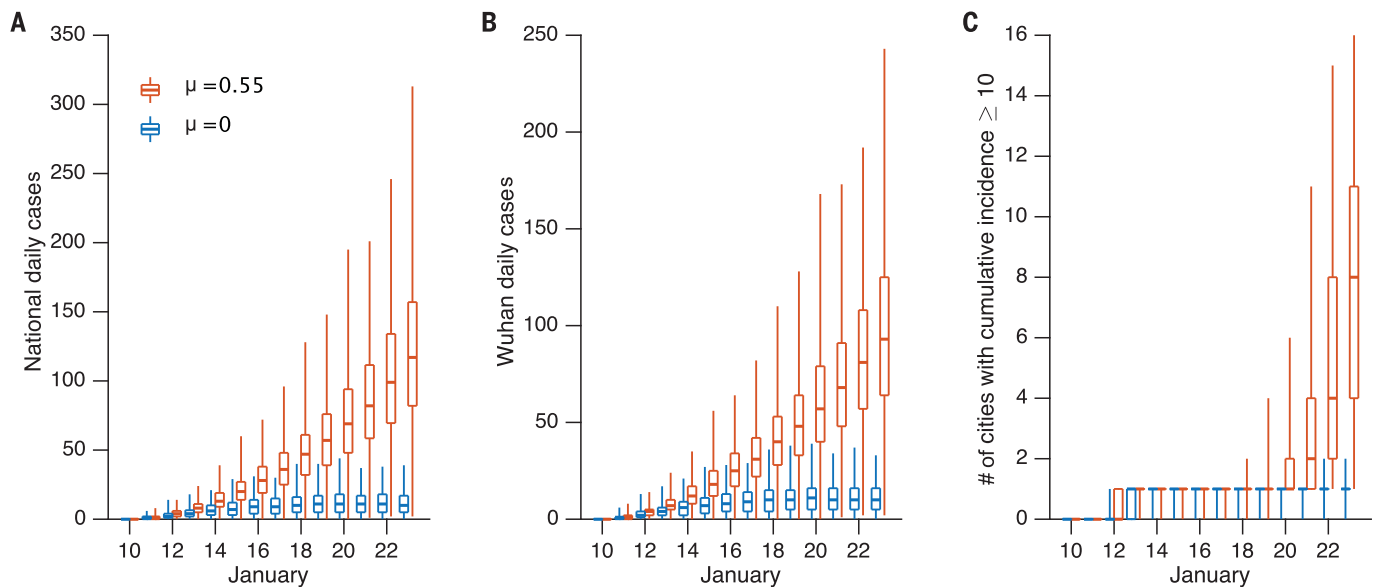 A
National daily cases
350
300
250
200
150
100
50
0
μ=0.55
μ=0
10 12 14 16 18 20 22
January
B
Wuhan daily cases
250
200
150
100
50
0
10 12 14 16 18 20 22
January
C
# of cities with cumulative incidence ≥ 10
16
14
12
10
8
6
4
2
0
10 12 14 16 18 20 22
January